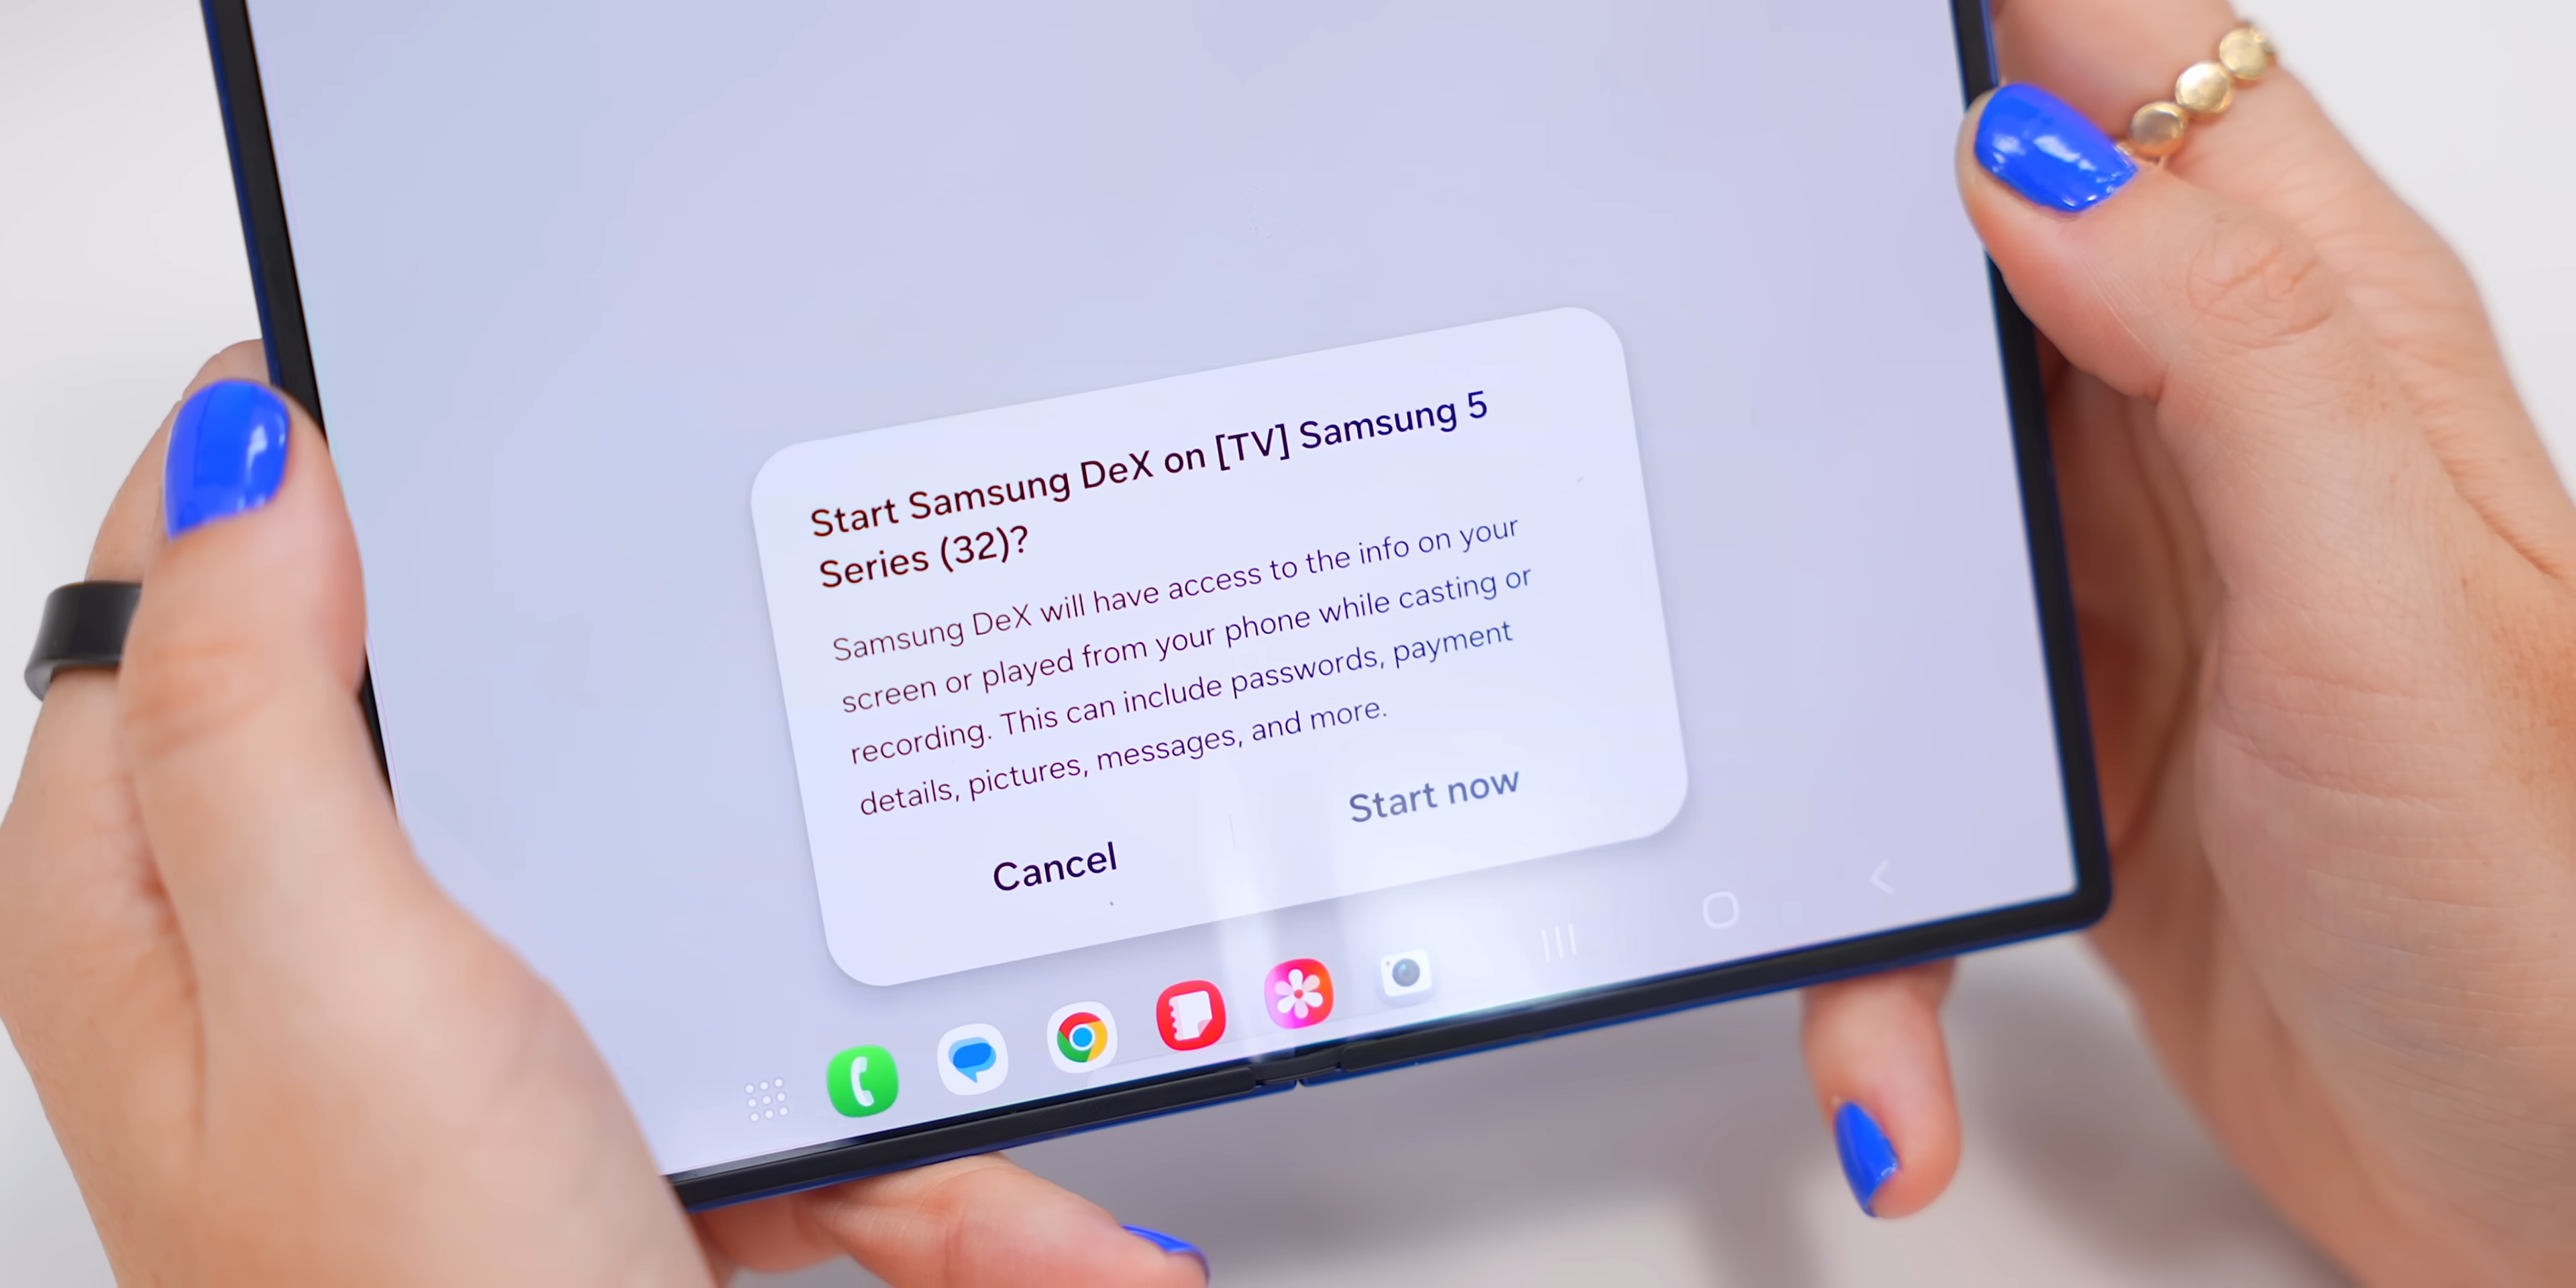 Start Samsung DeX on [TV] Samsung 5
Series (32)?
Samsung DeX will have access to the info on your
screen or played from your phone while casting or
recording. This can include passwords, payment
details, pictures, messages, and more.
Cancel
Start now